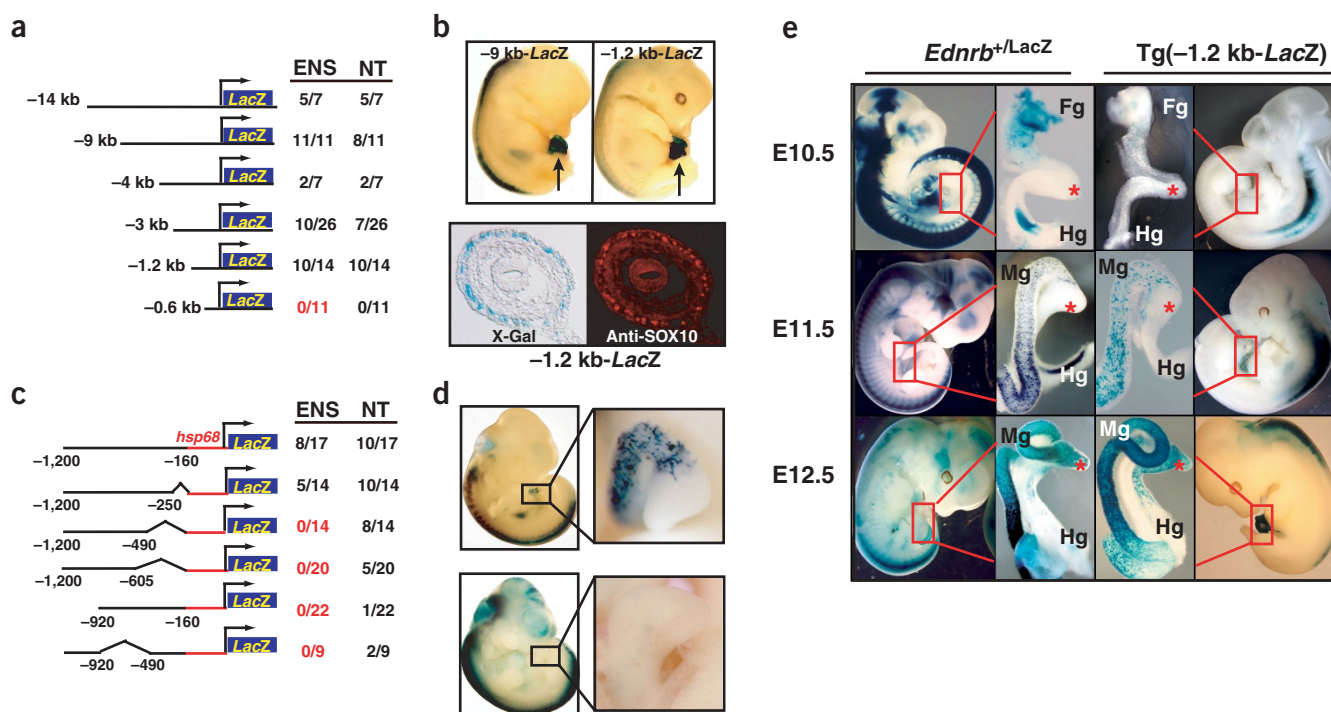 a
ENS NT
–14 kb LacZ 5/7 5/7
–9 kb LacZ 11/11 8/11
–4 kb LacZ 2/7 2/7
–3 kb LacZ 10/26 7/26
–1.2 kb LacZ 10/14 10/14
–0.6 kb LacZ 0/11 0/11
b
–9 kb-LacZ –1.2 kb-LacZ
X-Gal Anti-SOX10
–1.2 kb-LacZ
c
ENS NT
hsp68
LacZ 8/17 10/17
–1,200 –160
LacZ 5/14 10/14
–1,200 –250
LacZ 0/14 8/14
–1,200 –490
LacZ 0/20 5/20
–1,200 –605
LacZ 0/22 1/22
–920 –160
LacZ 0/9 2/9
–920 –490
d
e
Ednrb+/LacZ Tg(–1.2 kb-LacZ)
E10.5
Fg Fg
* *
Hg Hg
E11.5
Mg Mg
* *
Hg Hg
E12.5
Mg Mg
* *
Hg Hg